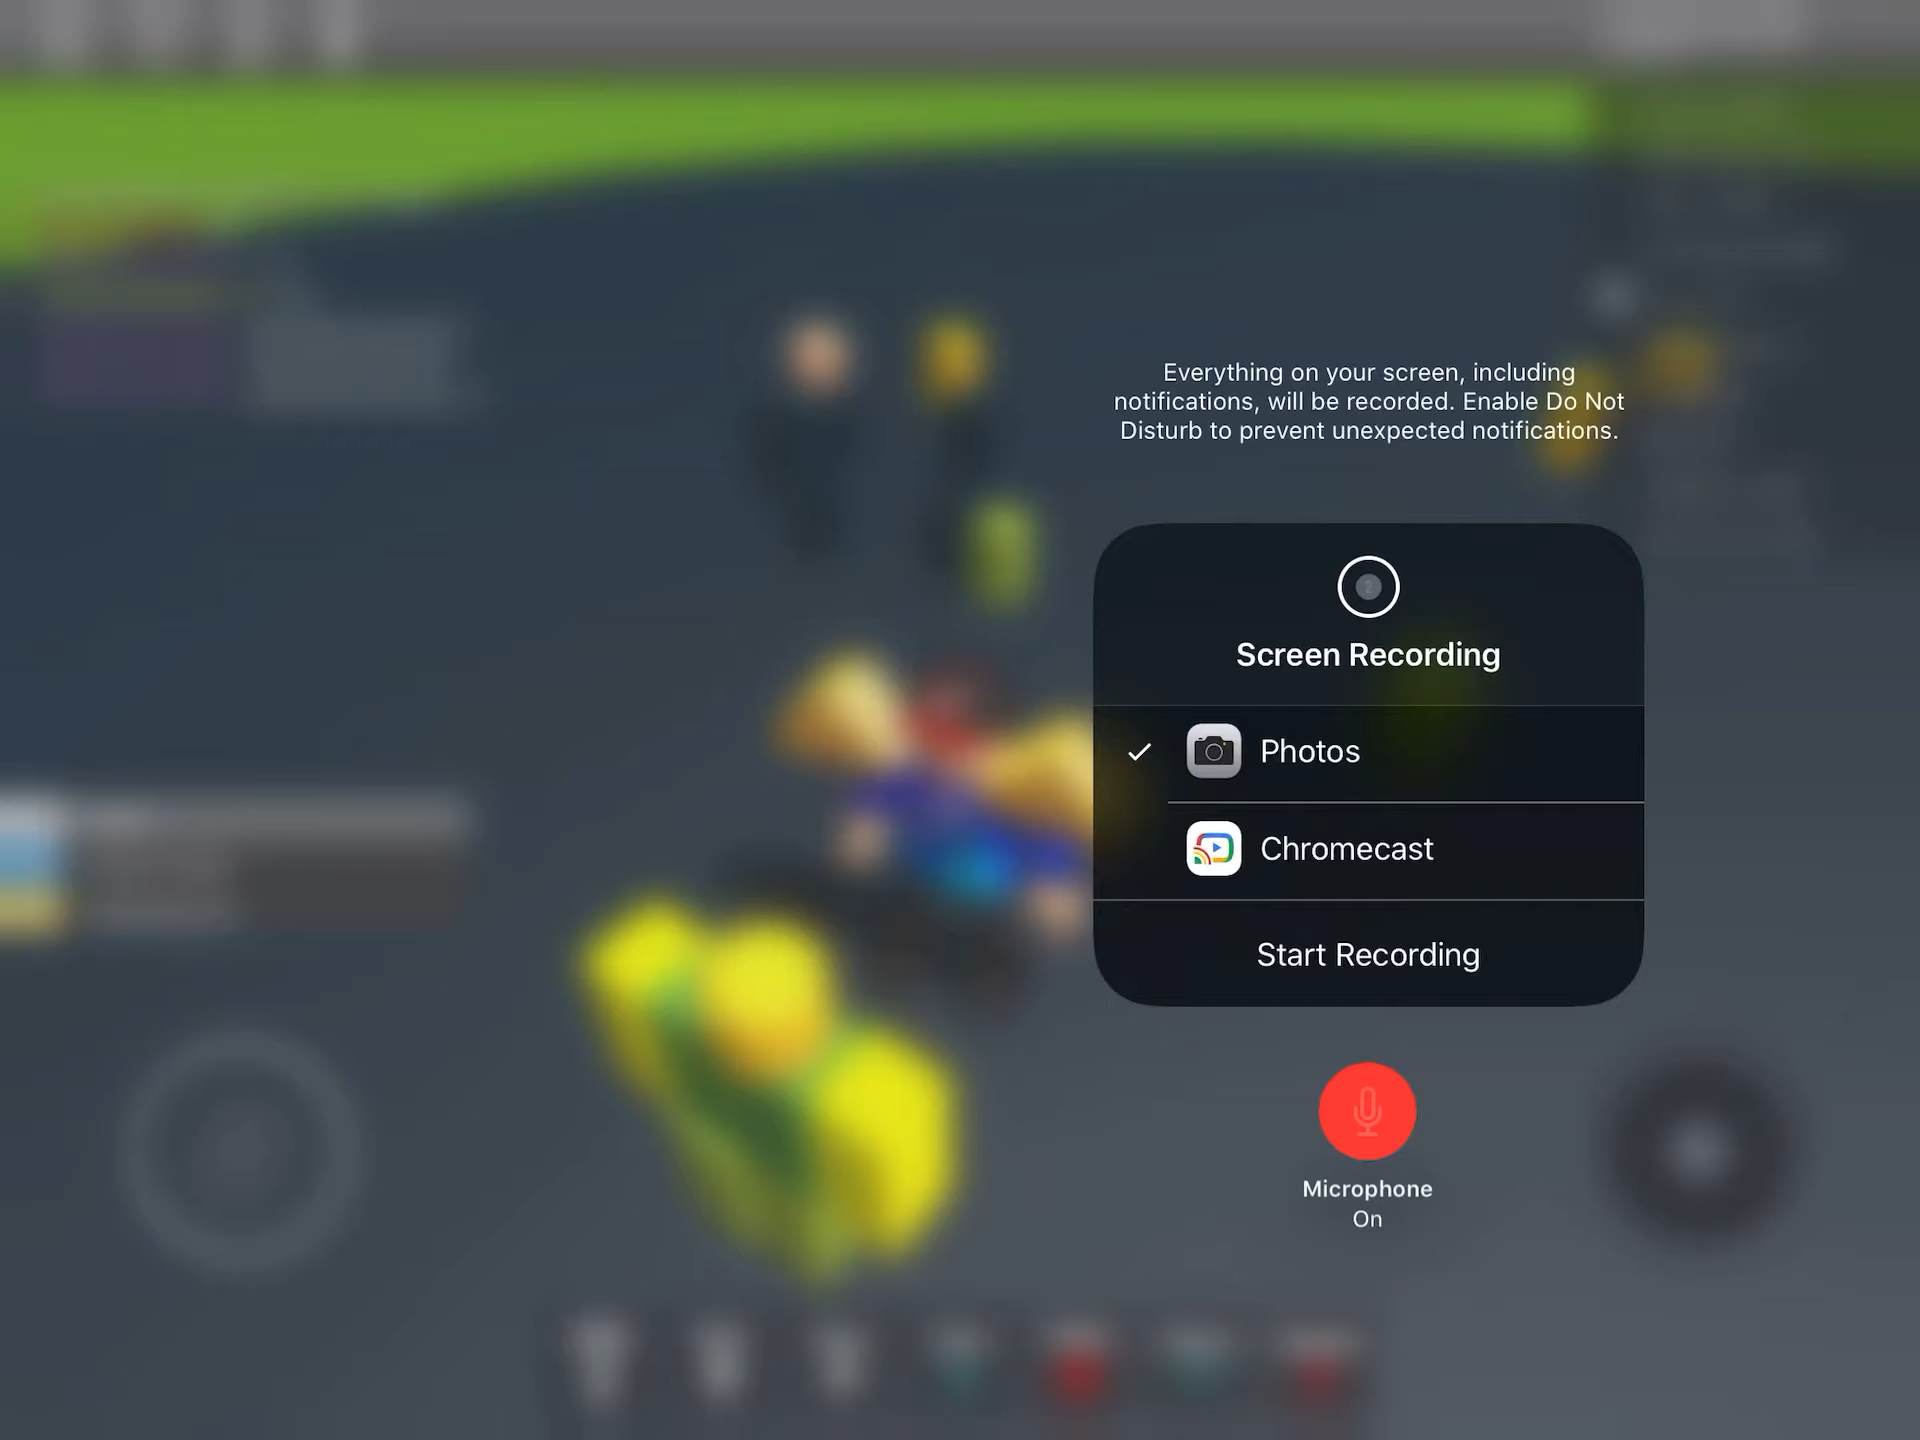 Everything on your screen, including
notifications, will be recorded. Enable Do Not
Disturb to prevent unexpected notifications.
Screen Recording
Photos
Chromecast
Start Recording
Microphone
On